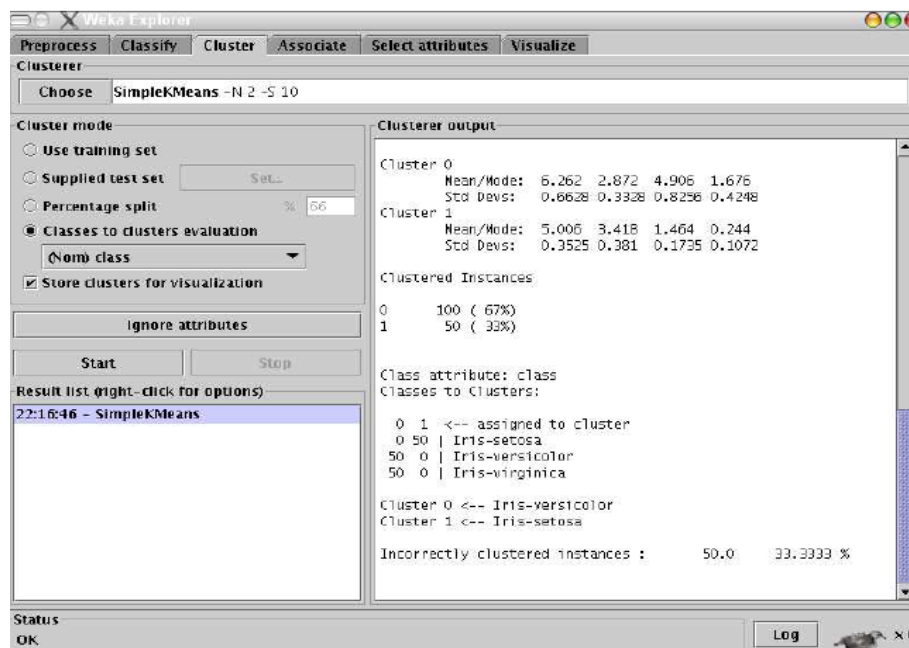 Weka Explorer
Preprocess Classify Cluster Associate Select attributes Visualize
Clusterer
Choose SimpleKMeans -N 2 -S 10
Cluster mode
Use training set
Supplied test set Set...
Percentage split % 66
Classes to clusters evaluation
(Nom) class
Store clusters for visualization
Ignore attributes
Start Stop
Result list (right-click for options)
22:16:46 - SimpleKMeans
Clusterer output
Cluster 0
Mean/Mode: 6.262 2.872 4.906 1.676
Std Devs: 0.6628 0.3328 0.8256 0.4248
Cluster 1
Mean/Mode: 5.006 3.418 1.464 0.244
Std Devs: 0.3525 0.381 0.1735 0.1072
Clustered Instances
0 100 ( 67%)
1 50 ( 33%)
Class attribute: class
Classes to Clusters:
0 1 <-- assigned to cluster
0 50 | Iris-setosa
50 0 | Iris-versicolor
50 0 | Iris-virginica
Cluster 0 <-- Iris-versicolor
Cluster 1 <-- Iris-setosa
Incorrectly clustered instances : 50.0 33.3333 %
Status
OK
Log
x